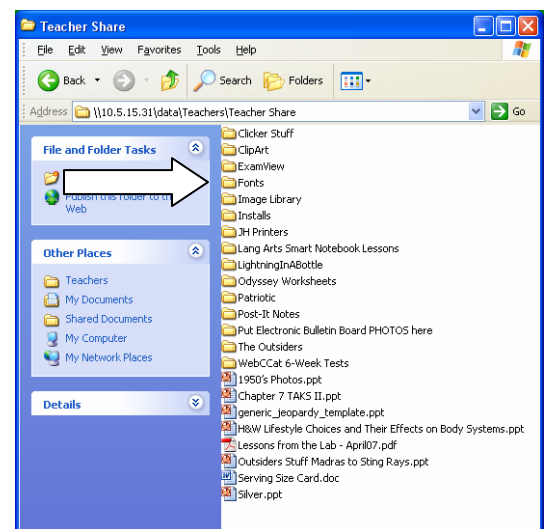 Teacher Share
File Edit View Favorites Tools Help
Back Search Folders
Address \\10.5.15.31\data\Teachers\Teacher Share Go
File and Folder Tasks
Publish this folder to th
Web
Other Places
Teachers
My Documents
Shared Documents
My Computer
My Network Places
Details
Clicker Stuff
ClipArt
ExamView
Fonts
Image Library
Installs
JH Printers
Lang Arts Smart Notebook Lessons
LightningInABottle
Odyssey Worksheets
Patriotic
Post-It Notes
Put Electronic Bulletin Board PHOTOS here
The Outsiders
WebCCat 6-Week Tests
1950's Photos.ppt
Chapter 7 TAKS II.ppt
generic_jeopardy_template.ppt
H&W Lifestyle Choices and Their Effects on Body Systems.ppt
Lessons from the Lab - April07.pdf
Outsiders Stuff Madras to Sting Rays.ppt
Serving Size Card.doc
Silver.ppt